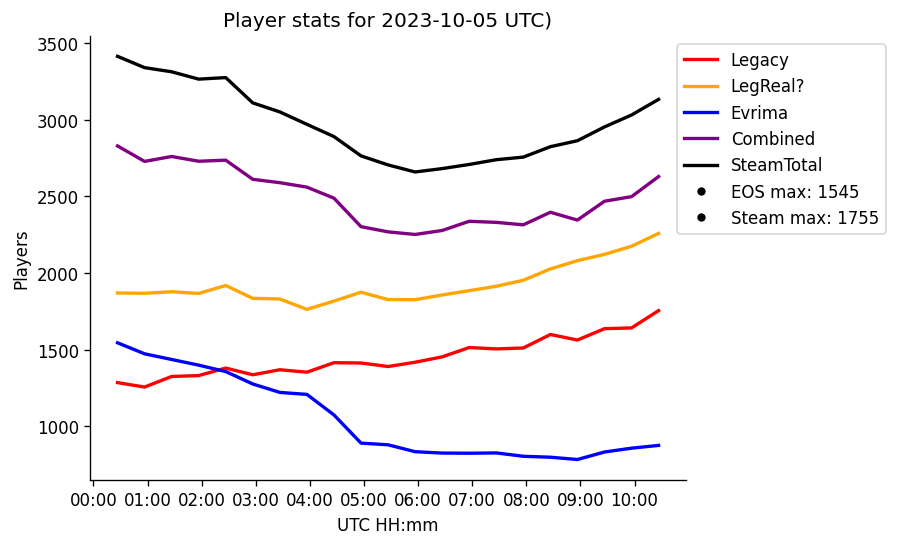 Player stats for 2023-10-05 UTC)
3500
3000
2500
2000
1500
1000
Players
00:00 01:00 02:00 03:00 04:00 05:00 06:00 07:00 08:00 09:00 10:00
UTC HH:mm
Legacy
LegReal?
Evrima
Combined
SteamTotal
EOS max: 1545
Steam max: 1755